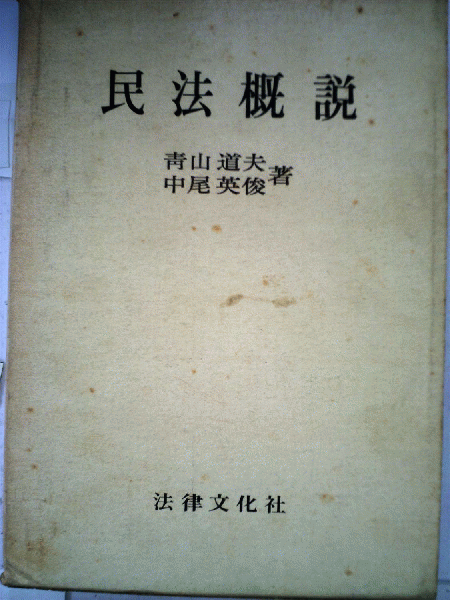 民法概説
青山道夫
中尾英俊著
法律文化社